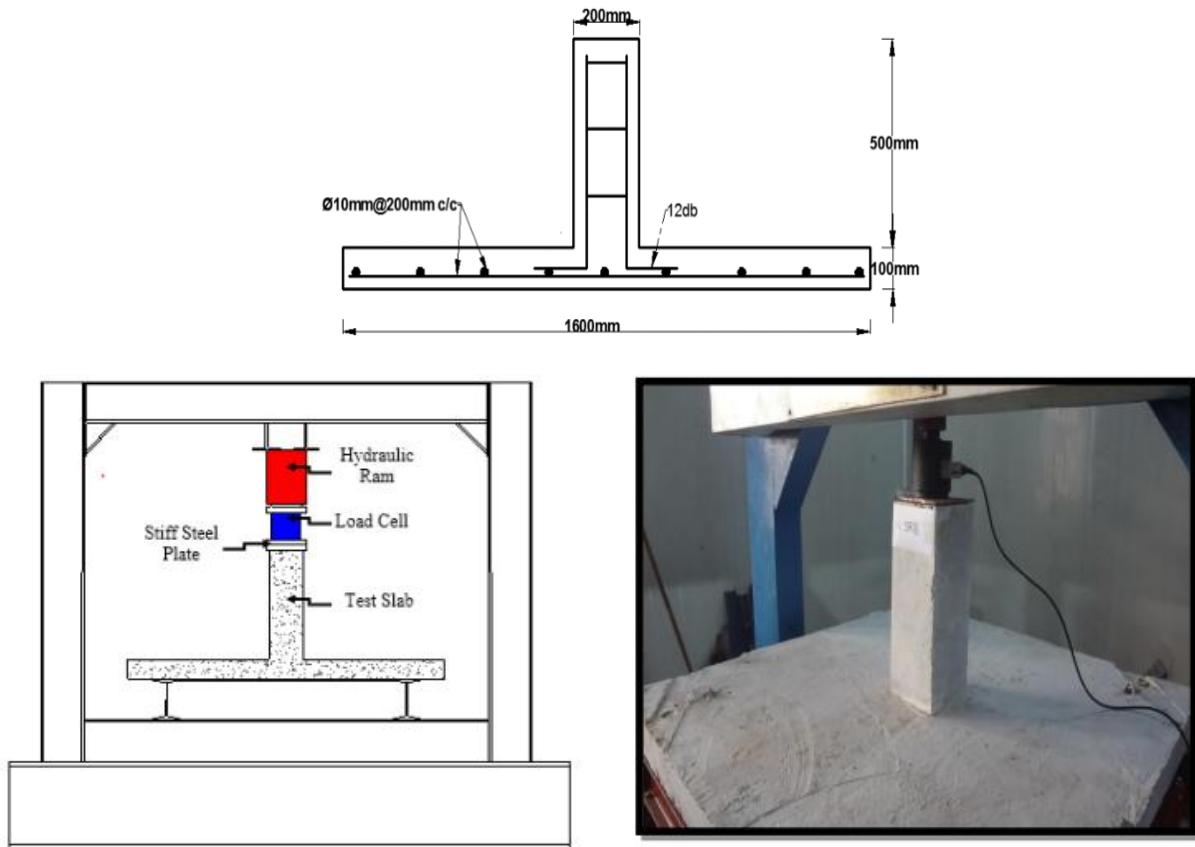 200mm
500mm
Ø10mm@200mm c/c
12db
100mm
1600mm
Hydraulic
Ram
Load Cell
Stiff Steel
Plate
Test Slab